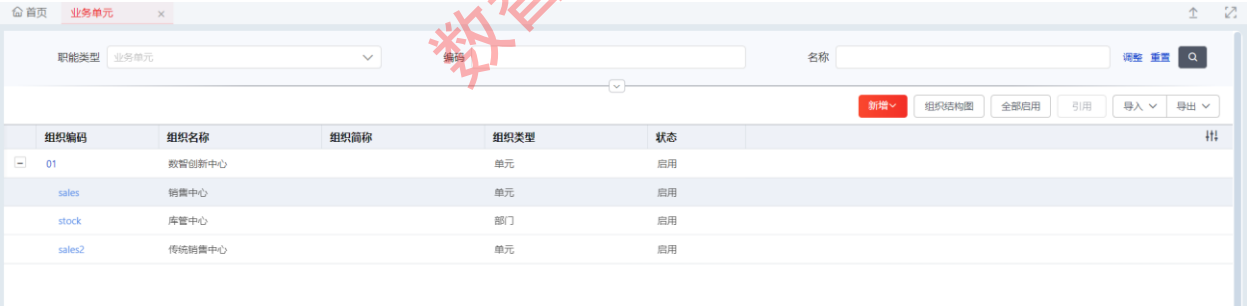 首页 业务单元
职能类型 业务单元 编码 名称 调整 重置
新增 组织结构图 全部启用 引用 导入 导出
组织编码 组织名称 组织简称 组织类型 状态
01 数智创新中心 单元 启用
sales 销售中心 单元 启用
stock 库管中心 部门 启用
sales2 传统销售中心 单元 启用
数智